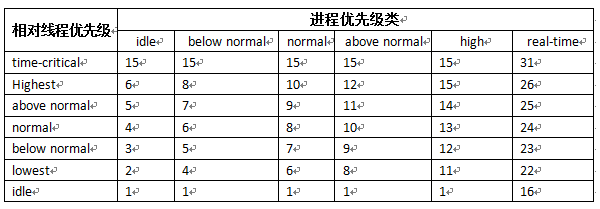 相对线程优先级 进程优先级类
idle below normal normal above normal high real-time
time-critical 15 15 15 15 15 31
Highest 6 8 10 12 15 26
above normal 5 7 9 11 14 25
normal 4 6 8 10 13 24
below normal 3 5 7 9 12 23
lowest 2 4 6 8 11 22
idle 1 1 1 1 1 16